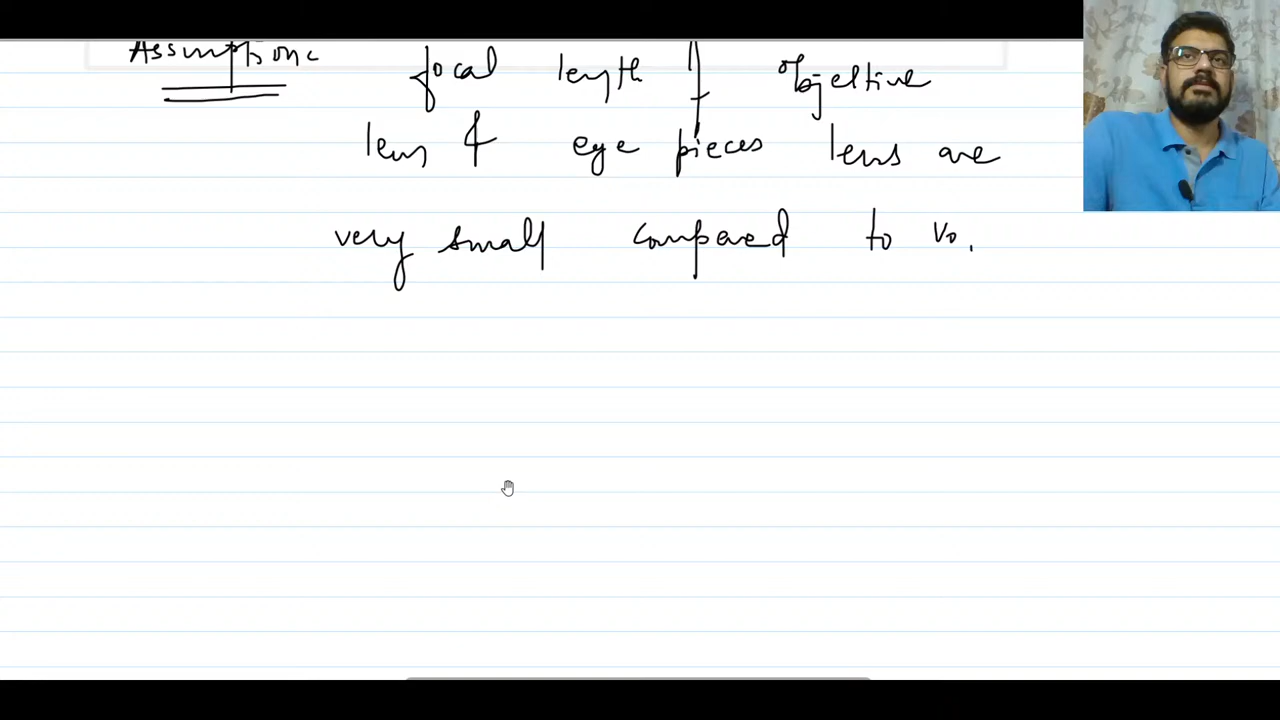 Assumptions focal length of objective
lens & eye pieces lens are
very small compared to vo.